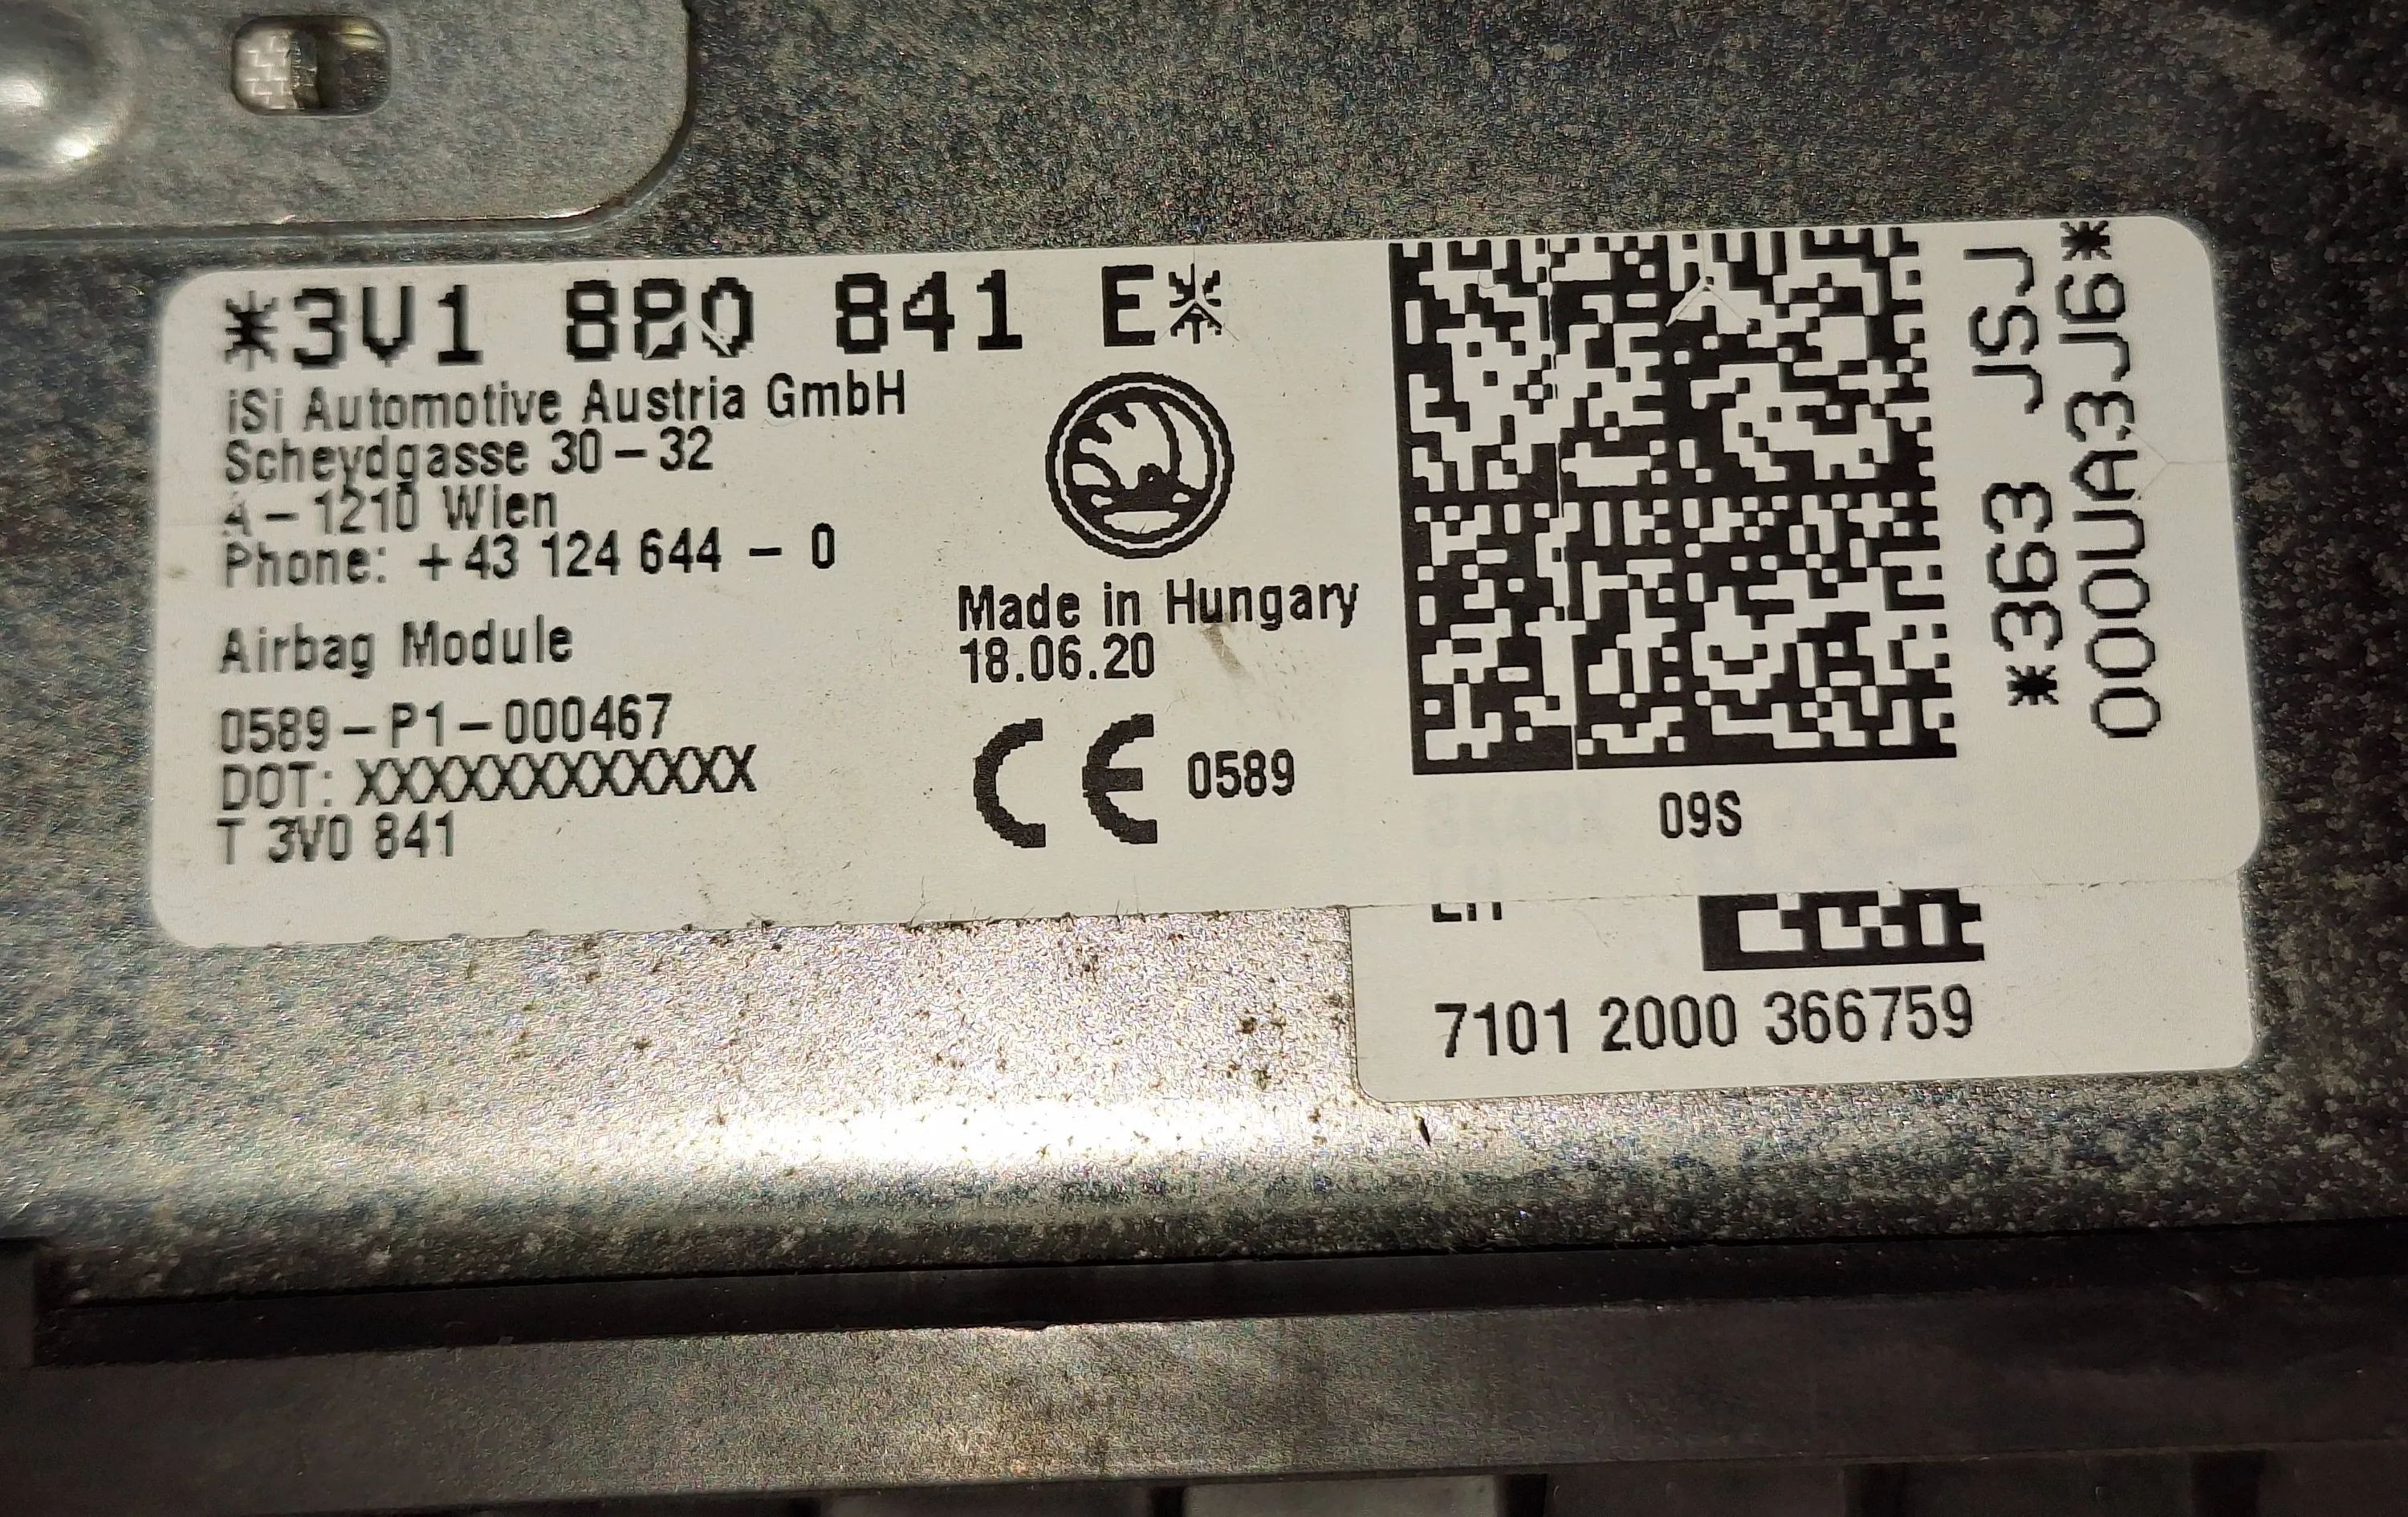 *3V1 880 841 E*
iSi Automotive Austria GmbH
Scheydgasse 30 – 32
A – 1210 Wien
Phone: +43 124 644 – 0
Airbag Module
0589 – P1 – 000467
DOT: XXXXXXXXXXXXX
T 3V0 841
Made in Hungary
18.06.20
CE 0589
09S
*363 JSJ
000UA3J6*
7101 2000 366759